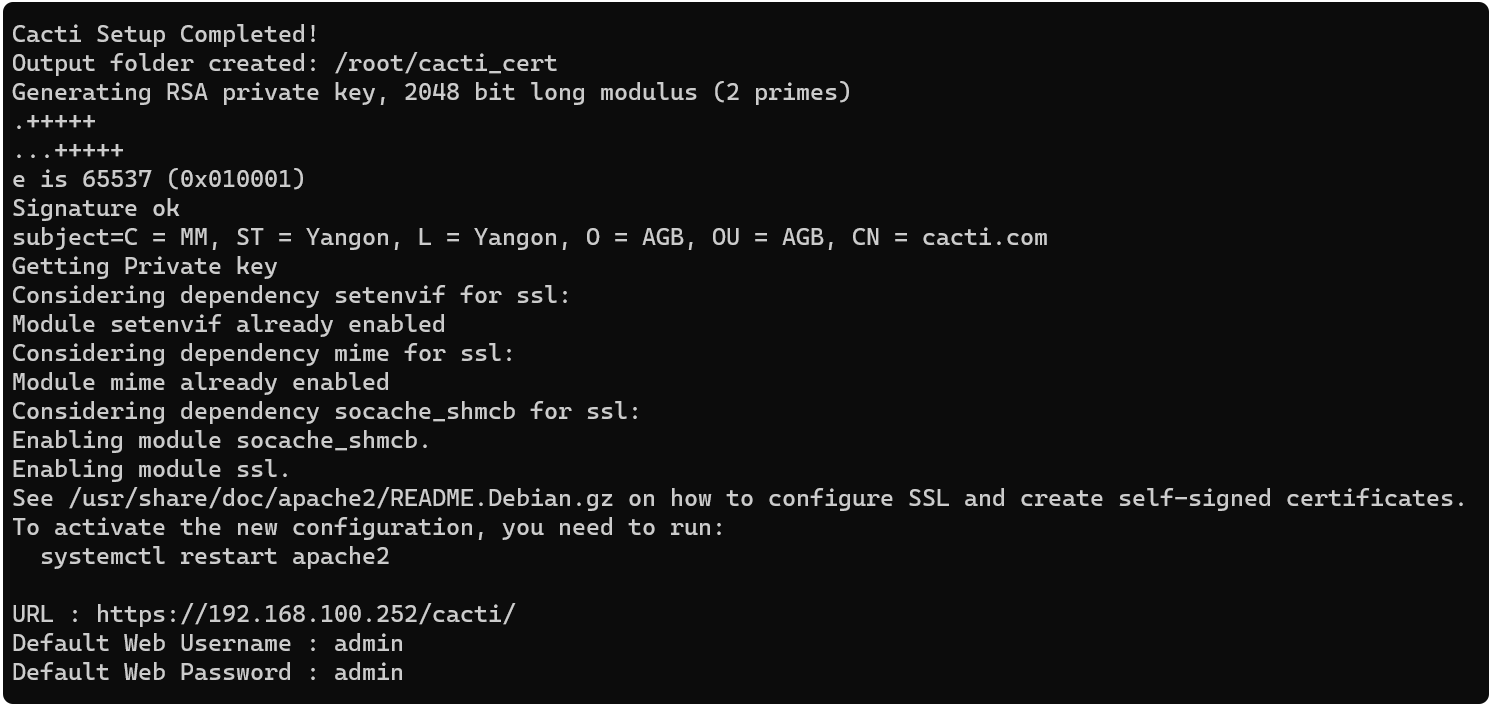 Cacti Setup Completed!
Output folder created: /root/cacti_cert
Generating RSA private key, 2048 bit long modulus (2 primes)
.+++++
...+++++
e is 65537 (0x010001)
Signature ok
subject=C = MM, ST = Yangon, L = Yangon, O = AGB, OU = AGB, CN = cacti.com
Getting Private key
Considering dependency setenvif for ssl:
Module setenvif already enabled
Considering dependency mime for ssl:
Module mime already enabled
Considering dependency socache_shmcb for ssl:
Enabling module socache_shmcb.
Enabling module ssl.
See /usr/share/doc/apache2/README.Debian.gz on how to configure SSL and create self-signed certificates.
To activate the new configuration, you need to run:
  systemctl restart apache2

URL : https://192.168.100.252/cacti/
Default Web Username : admin
Default Web Password : admin